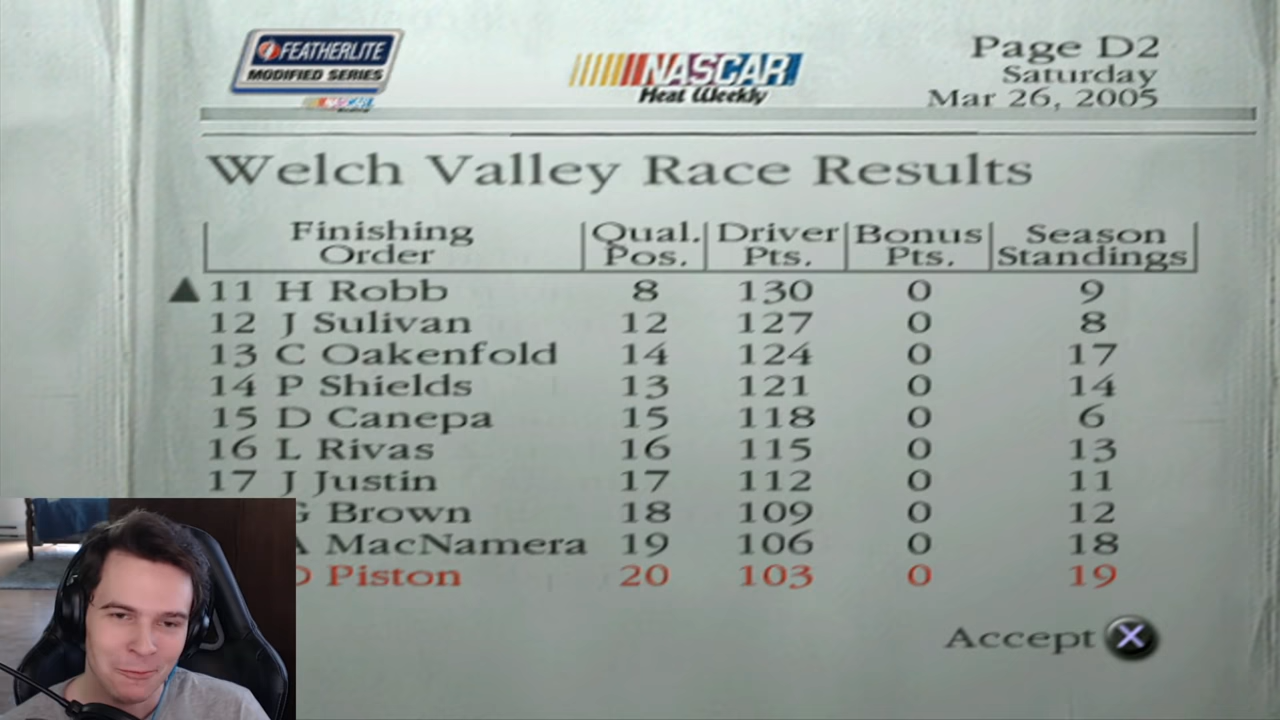 FEATHERLITE
MODIFIED SERIES
NASCAR
NASCAR
Heat Weekly
Page D2
Saturday
Mar 26, 2005
Welch Valley Race Results
Finishing Order Qual. Pos. Driver Pts. Bonus Pts. Season Standings
11 H Robb 8 130 0 9
12 J Sulivan 12 127 0 8
13 C Oakenfold 14 124 0 17
14 P Shields 13 121 0 14
15 D Canepa 15 118 0 6
16 L Rivas 16 115 0 13
17 J Justin 17 112 0 11
G Brown 18 109 0 12
A MacNamera 19 106 0 18
D Piston 20 103 0 19
Accept X